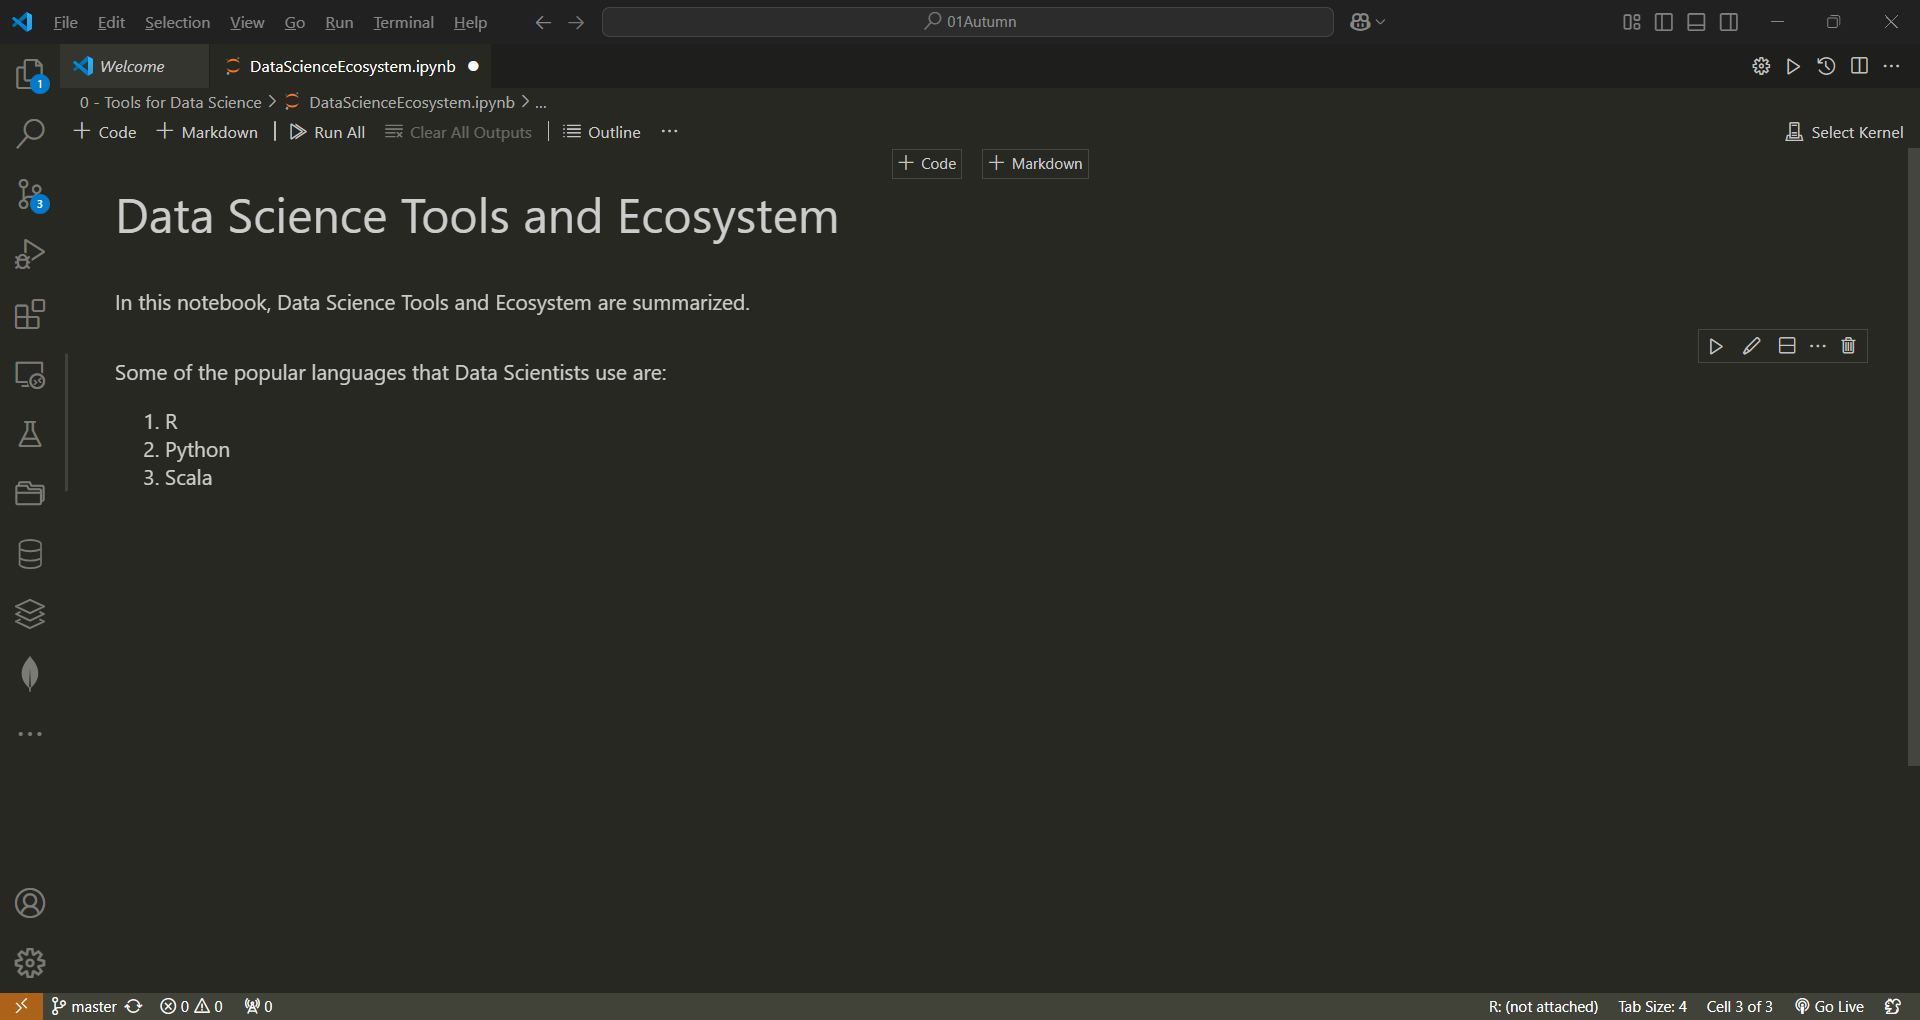 File Edit Selection View Go Run Terminal Help 01Autumn
1 Welcome DataScienceEcosystem.ipynb
0 - Tools for Data Science > DataScienceEcosystem.ipynb > ...
+ Code + Markdown | Run All Clear All Outputs | Outline ... Select Kernel
+ Code + Markdown
Data Science Tools and Ecosystem
3
In this notebook, Data Science Tools and Ecosystem are summarized.
Some of the popular languages that Data Scientists use are:
1. R
2. Python
3. Scala
master 0 0 0 R: (not attached) Tab Size: 4 Cell 3 of 3 Go Live